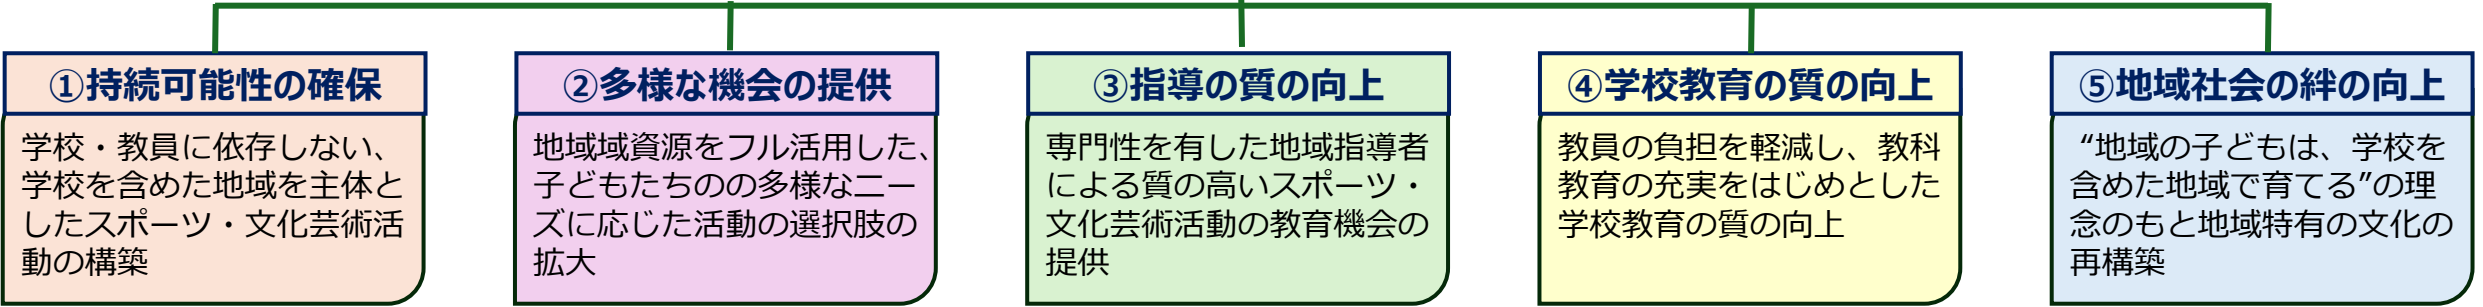 ①持続可能性の確保
学校・教員に依存しない、
学校を含めた地域を主体と
したスポーツ・文化芸術活
動の構築
②多様な機会の提供
地域域資源をフル活用した、
子どもたちのの多様なニー
ズに応じた活動の選択肢の
拡大
③指導の質の向上
専門性を有した地域指導者
による質の高いスポーツ・
文化芸術活動の教育機会の
提供
④学校教育の質の向上
教員の負担を軽減し、教科
教育の充実をはじめとした
学校教育の質の向上
⑤地域社会の絆の向上
“地域の子どもは、学校を
含めた地域で育てる”の理
念のもと地域特有の文化の
再構築